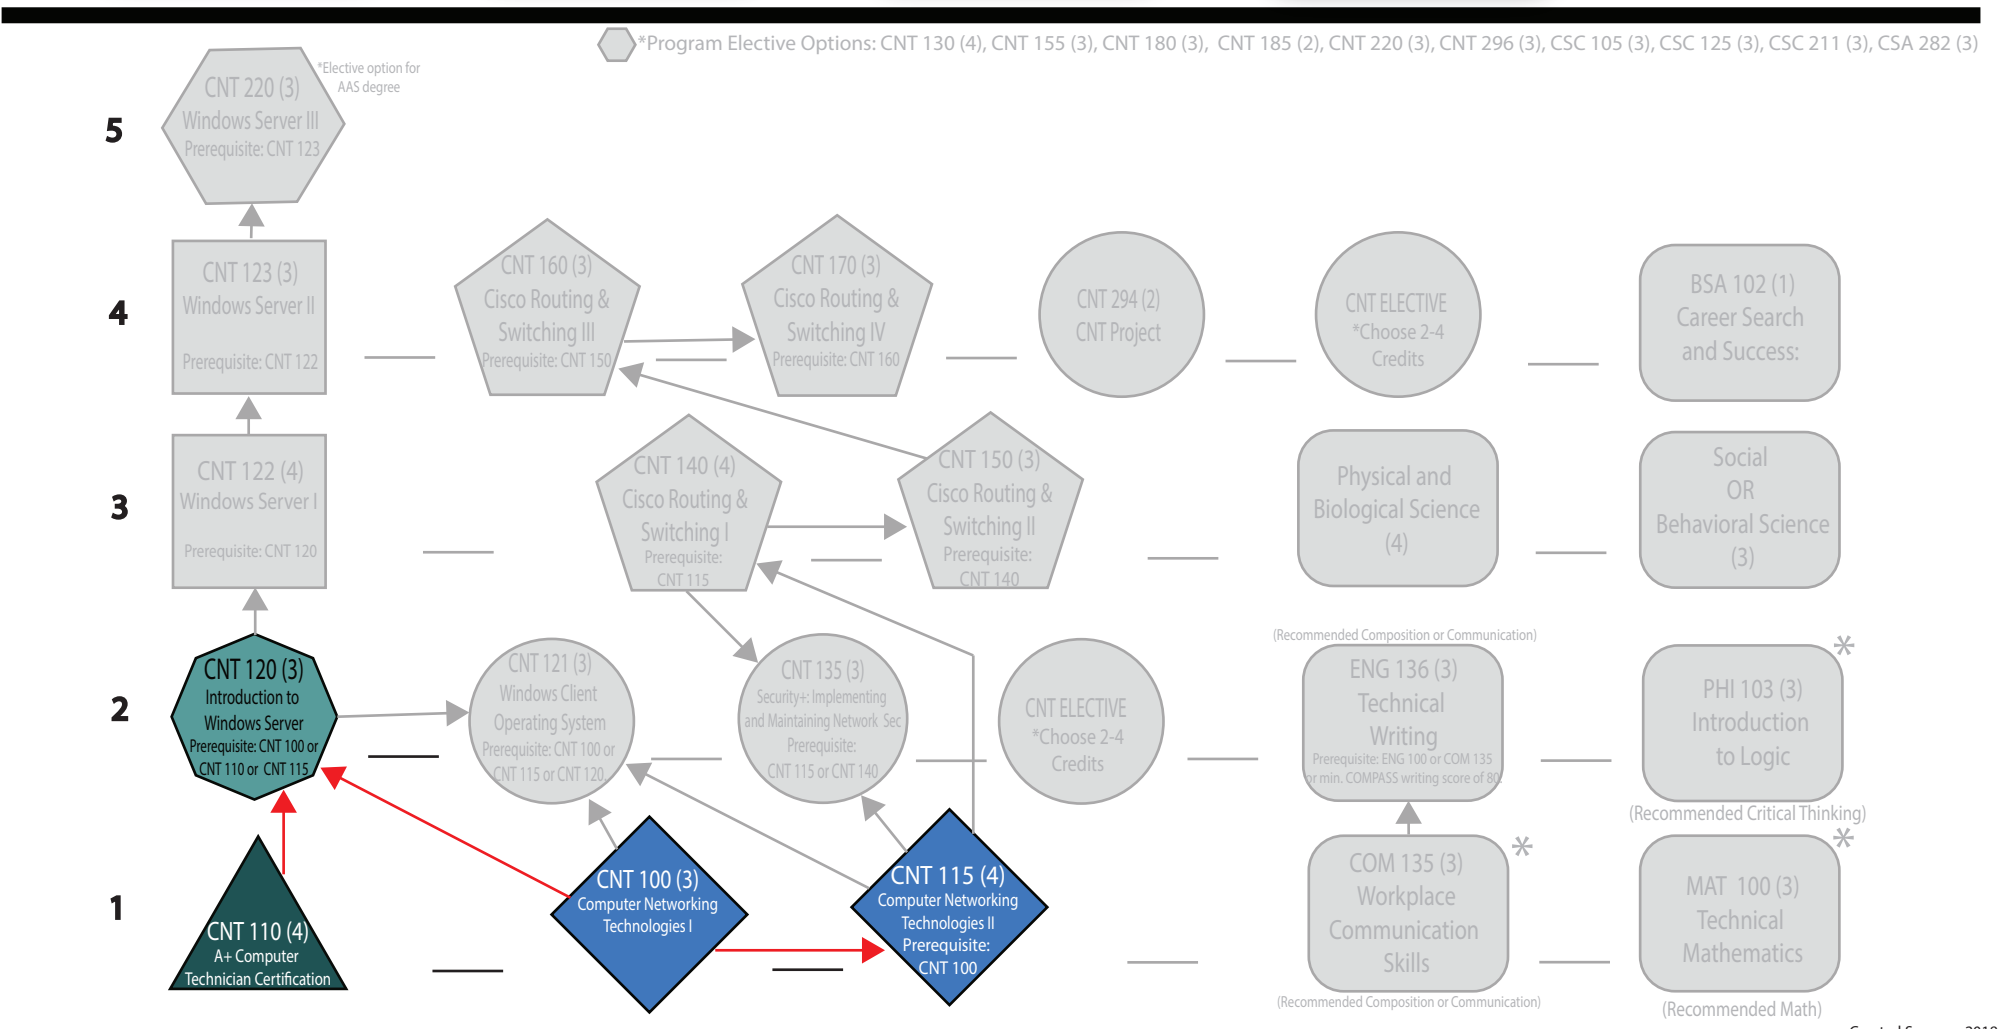 *Program Elective Options: CNT 130 (4), CNT 155 (3), CNT 180 (3), CNT 185 (2), CNT 220 (3), CNT 296 (3), CSC 105 (3), CSC 125 (3), CSC 211 (3), CSA 282 (3)
5
CNT 220 (3)
Windows Server III
Prerequisite: CNT 123
*Elective option for
AAS degree
4
CNT 123 (3)
Windows Server II
Prerequisite: CNT 122
CNT 160 (3)
Cisco Routing &
Switching III
Prerequisite: CNT 150
CNT 170 (3)
Cisco Routing &
Switching IV
Prerequisite: CNT 160
CNT 294 (2)
CNT Project
CNT ELECTIVE
*Choose 2-4
Credits
BSA 102 (1)
Career Search
and Success:
3
CNT 122 (4)
Windows Server I
Prerequisite: CNT 120
CNT 140 (4)
Cisco Routing &
Switching I
Prerequisite:
CNT 115
CNT 150 (3)
Cisco Routing &
Switching II
Prerequisite:
CNT 140
Physical and
Biological Science
(4)
Social
OR
Behavioral Science
(3)
2
CNT 120 (3)
Introduction to
Windows Server
Prerequisite: CNT 100 or
CNT 110 or CNT 115
CNT 121 (3)
Windows Client
Operating System
Prerequisite: CNT 100 or
CNT 115 or CNT 120.
CNT 135 (3)
Security+: Implementing
and Maintaining Network Sec
Prerequisite:
CNT 115 or CNT 140
CNT ELECTIVE
*Choose 2-4
Credits
(Recommended Composition or Communication)
ENG 136 (3)
Technical
Writing
Prerequisite: ENG 100 or COM 135
or min. COMPASS writing score of 80.
*
PHI 103 (3)
Introduction
to Logic
(Recommended Critical Thinking)
1
CNT 110 (4)
A+ Computer
Technician Certification
CNT 100 (3)
Computer Networking
Technologies I
CNT 115 (4)
Computer Networking
Technologies II
Prerequisite:
CNT 100
*
COM 135 (3)
Workplace
Communication
Skills
(Recommended Composition or Communication)
*
MAT 100 (3)
Technical
Mathematics
(Recommended Math)